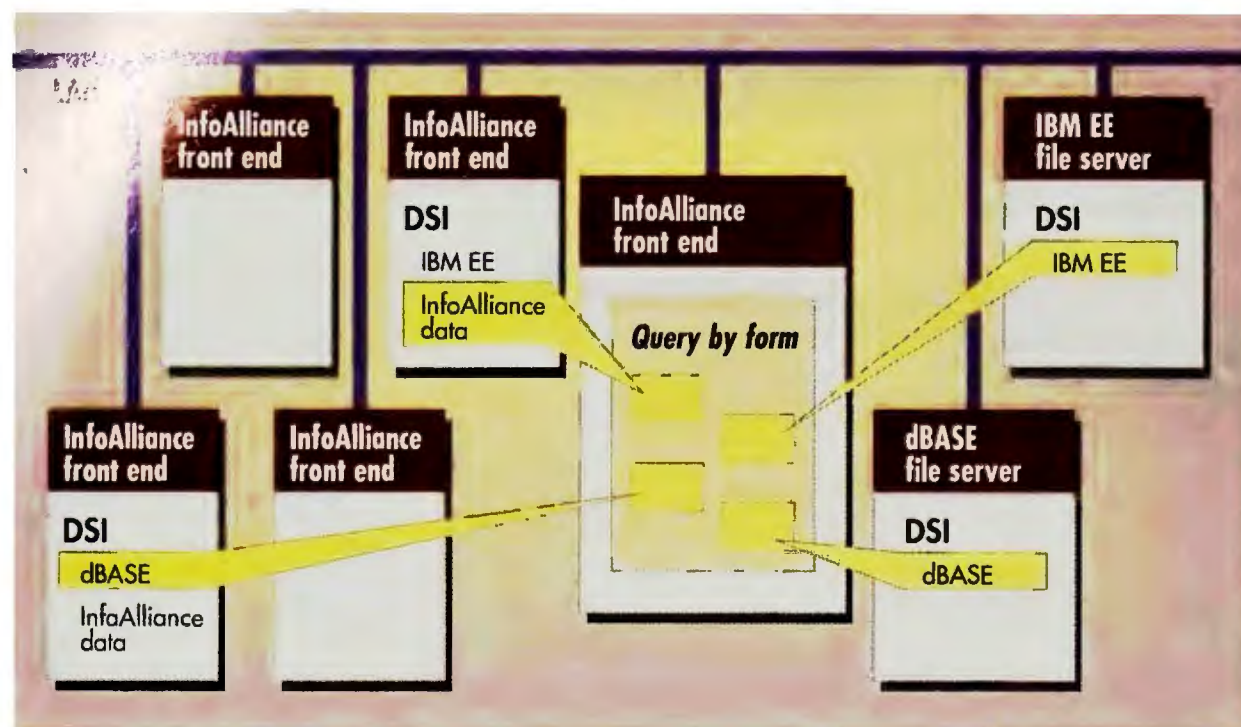 InfoAlliance
front end
InfoAlliance
front end
DSI
IBM EE
InfoAlliance
data
InfoAlliance
front end
Query by form
IBM EE
file server
DSI
IBM EE
InfoAlliance
front end
DSI
dBASE
InfaAlliance
data
InfoAlliance
front end
dBASE
file server
DSI
dBASE